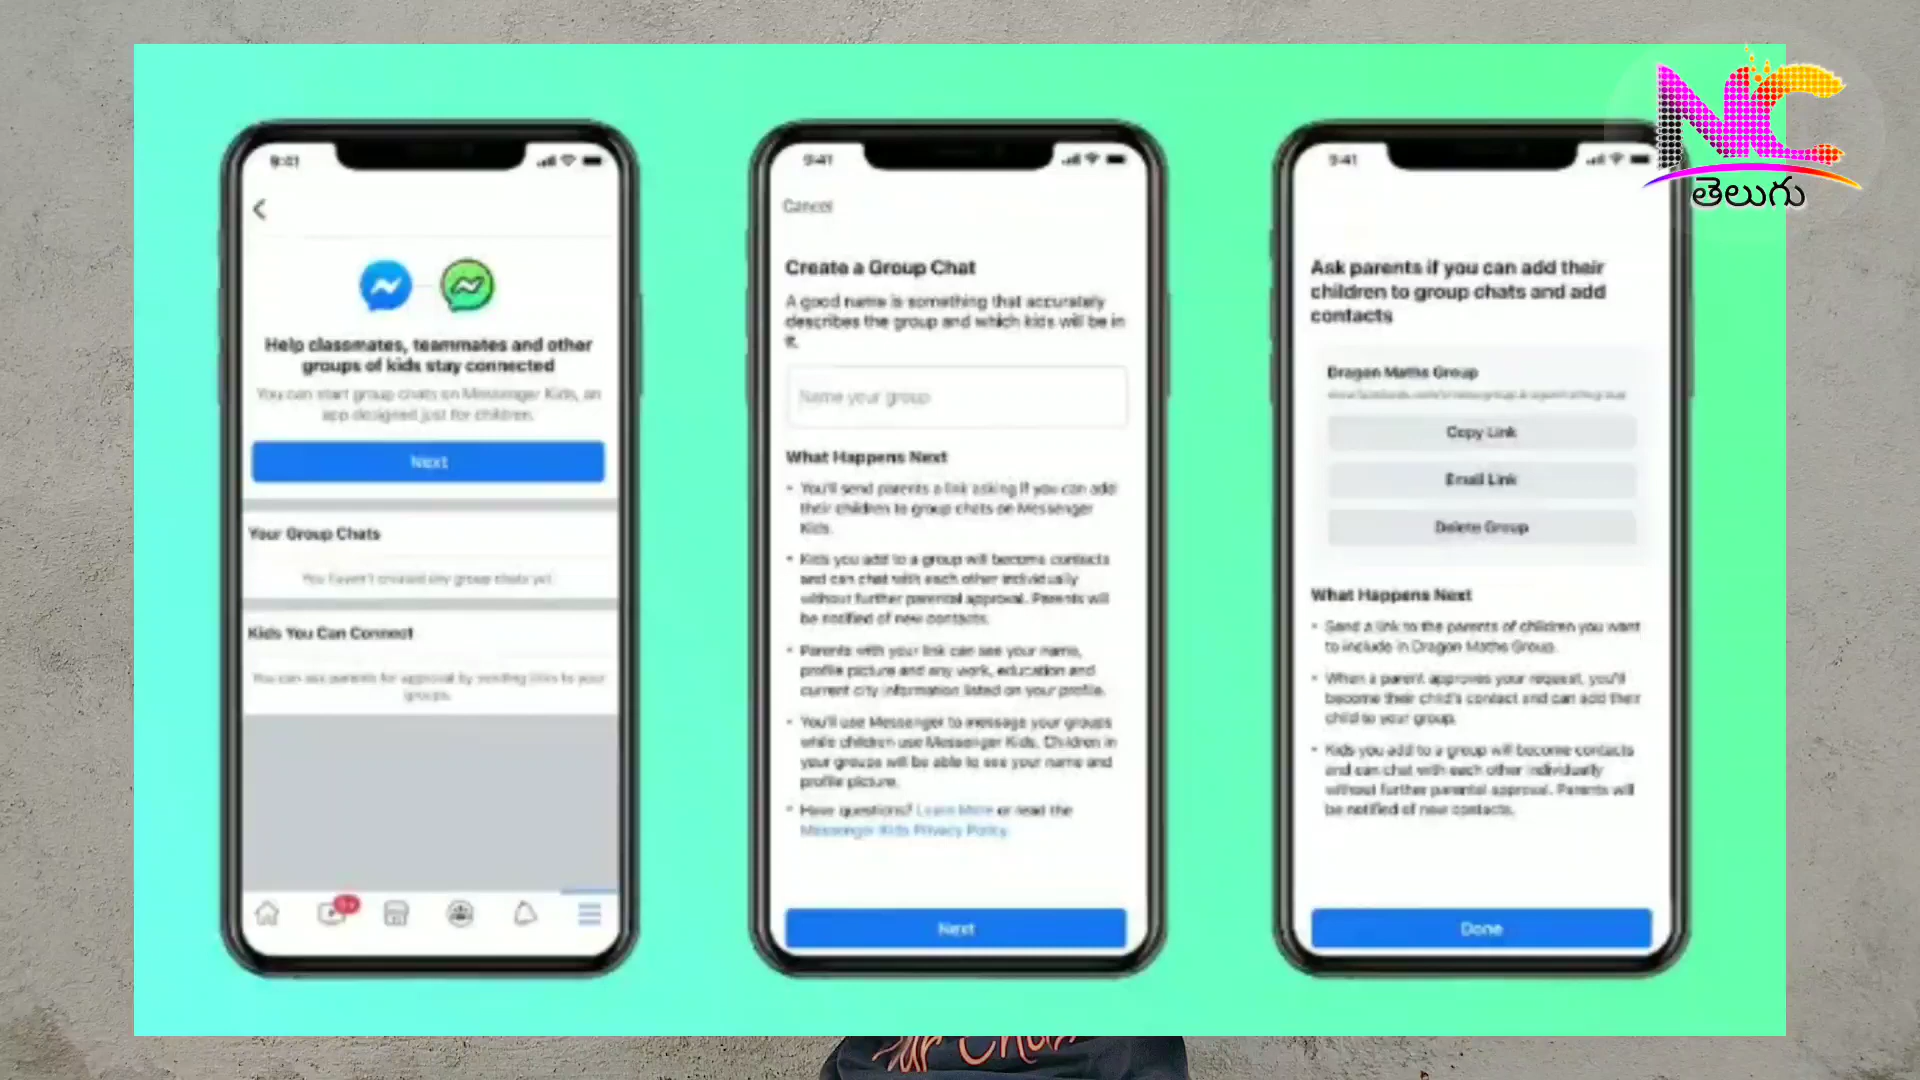 NC
తెలుగు
9:41
Help classmates, teammates and other
groups of kids stay connected
You can start group chats on Messenger Kids, an
app designed just for children.
Next
Your Group Chats
You haven't created any group chats yet.
Kids You Can Connect
You can ask parents for approval by sending links to your
groups.
9:41
Cancel
Create a Group Chat
A good name is something that accurately
describes the group and which kids will be in
it.
Name your group
What Happens Next
• You'll send parents a link asking if you can add
their children to group chats on Messenger
Kids.
• Kids you add to a group will become contacts
and can chat with each other individually
without further parental approval. Parents will
be notified of new contacts.
• Parents with your link can see your name,
profile picture and any work, education and
current city information listed on your profile.
• You'll use Messenger to message your groups
while children use Messenger Kids. Children in
your groups will be able to see your name and
profile picture.
• Have questions? Learn More or read the
Messenger Kids Privacy Policy.
Next
9:41
Ask parents if you can add their
children to group chats and add
contacts
Dragon Maths Group
Copy Link
Email Link
Delete Group
What Happens Next
• Send a link to the parents of children you want
to include in Dragon Maths Group.
• When a parent approves your request, you'll
become their child's contact and can add their
child to your group.
• Kids you add to a group will become contacts
and can chat with each other individually
without further parental approval. Parents will
be notified of new contacts.
Done